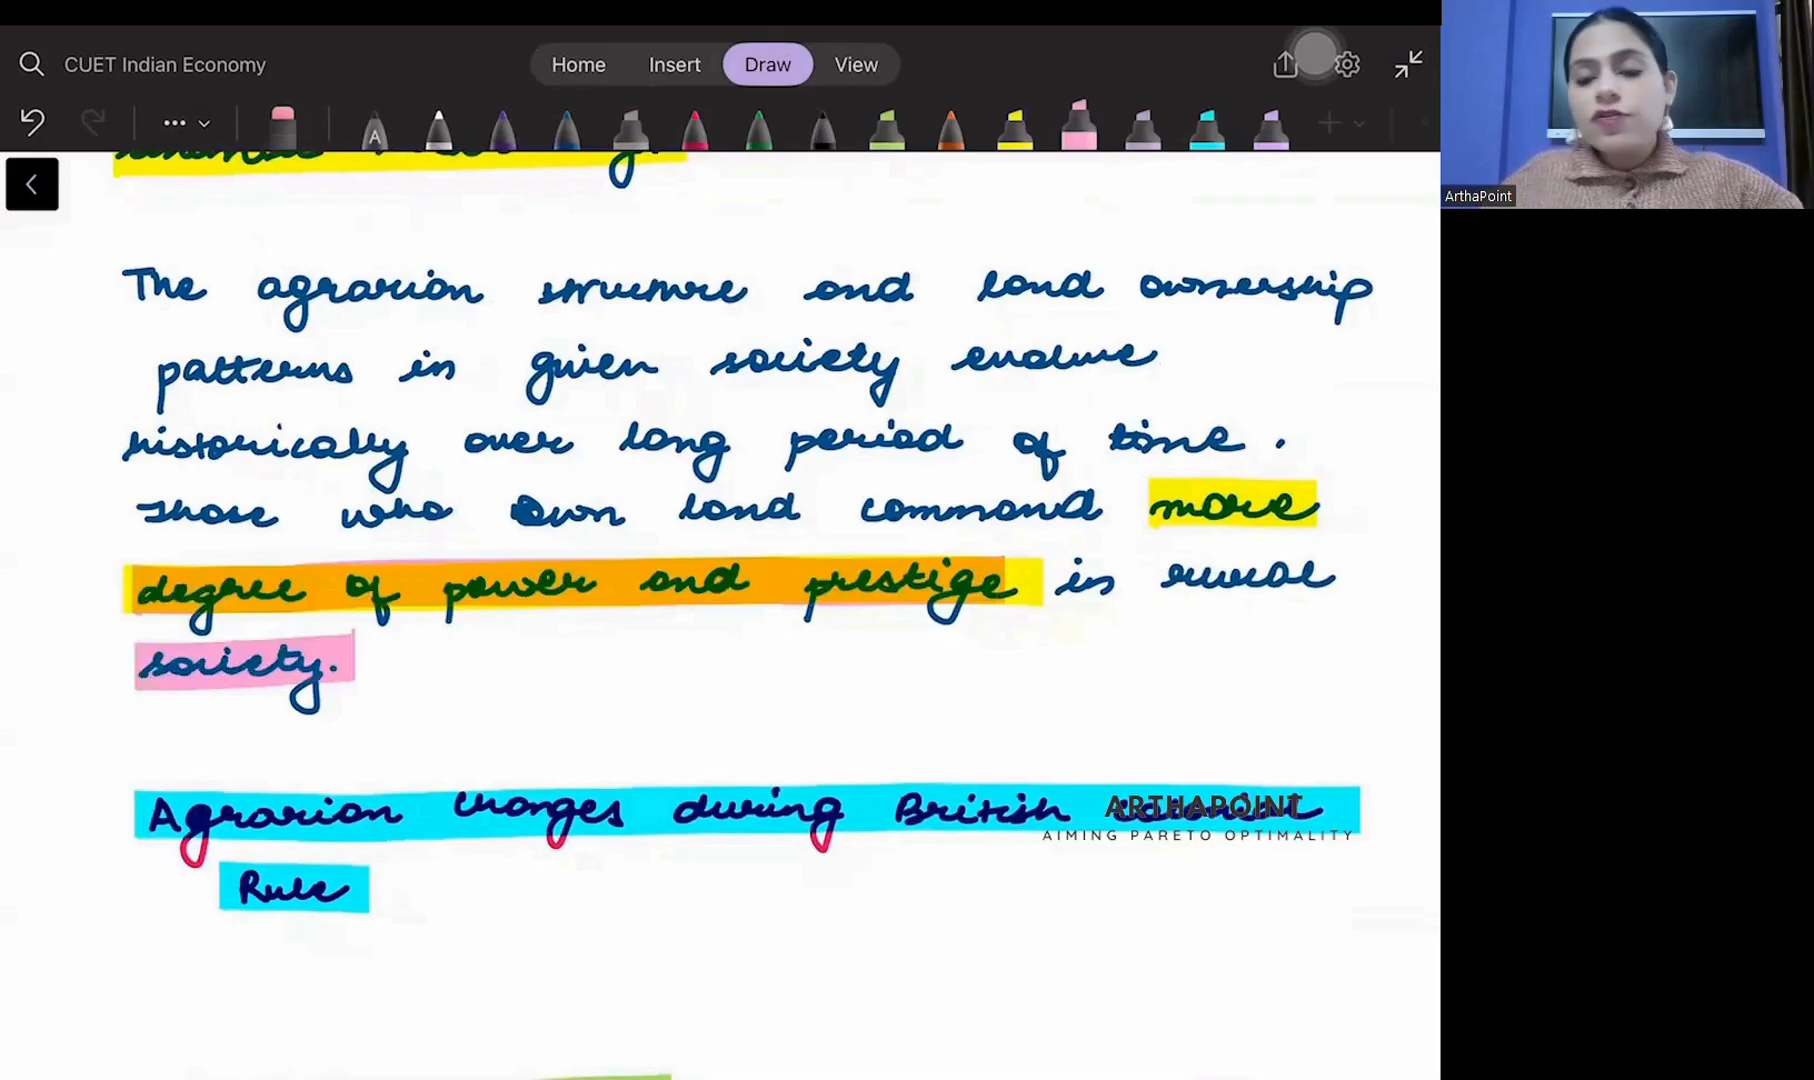 CUET Indian Economy
Home Insert Draw View
A
ArthaPoint
The agrarian structure and land ownership
patterns in given society evolve
historically over long period of time.
Those who own land command more
degree of power and prestige in rural
society.
Agrarian changes during British
ARTHAPOINT
AIMING PARETO OPTIMALITY
Rule